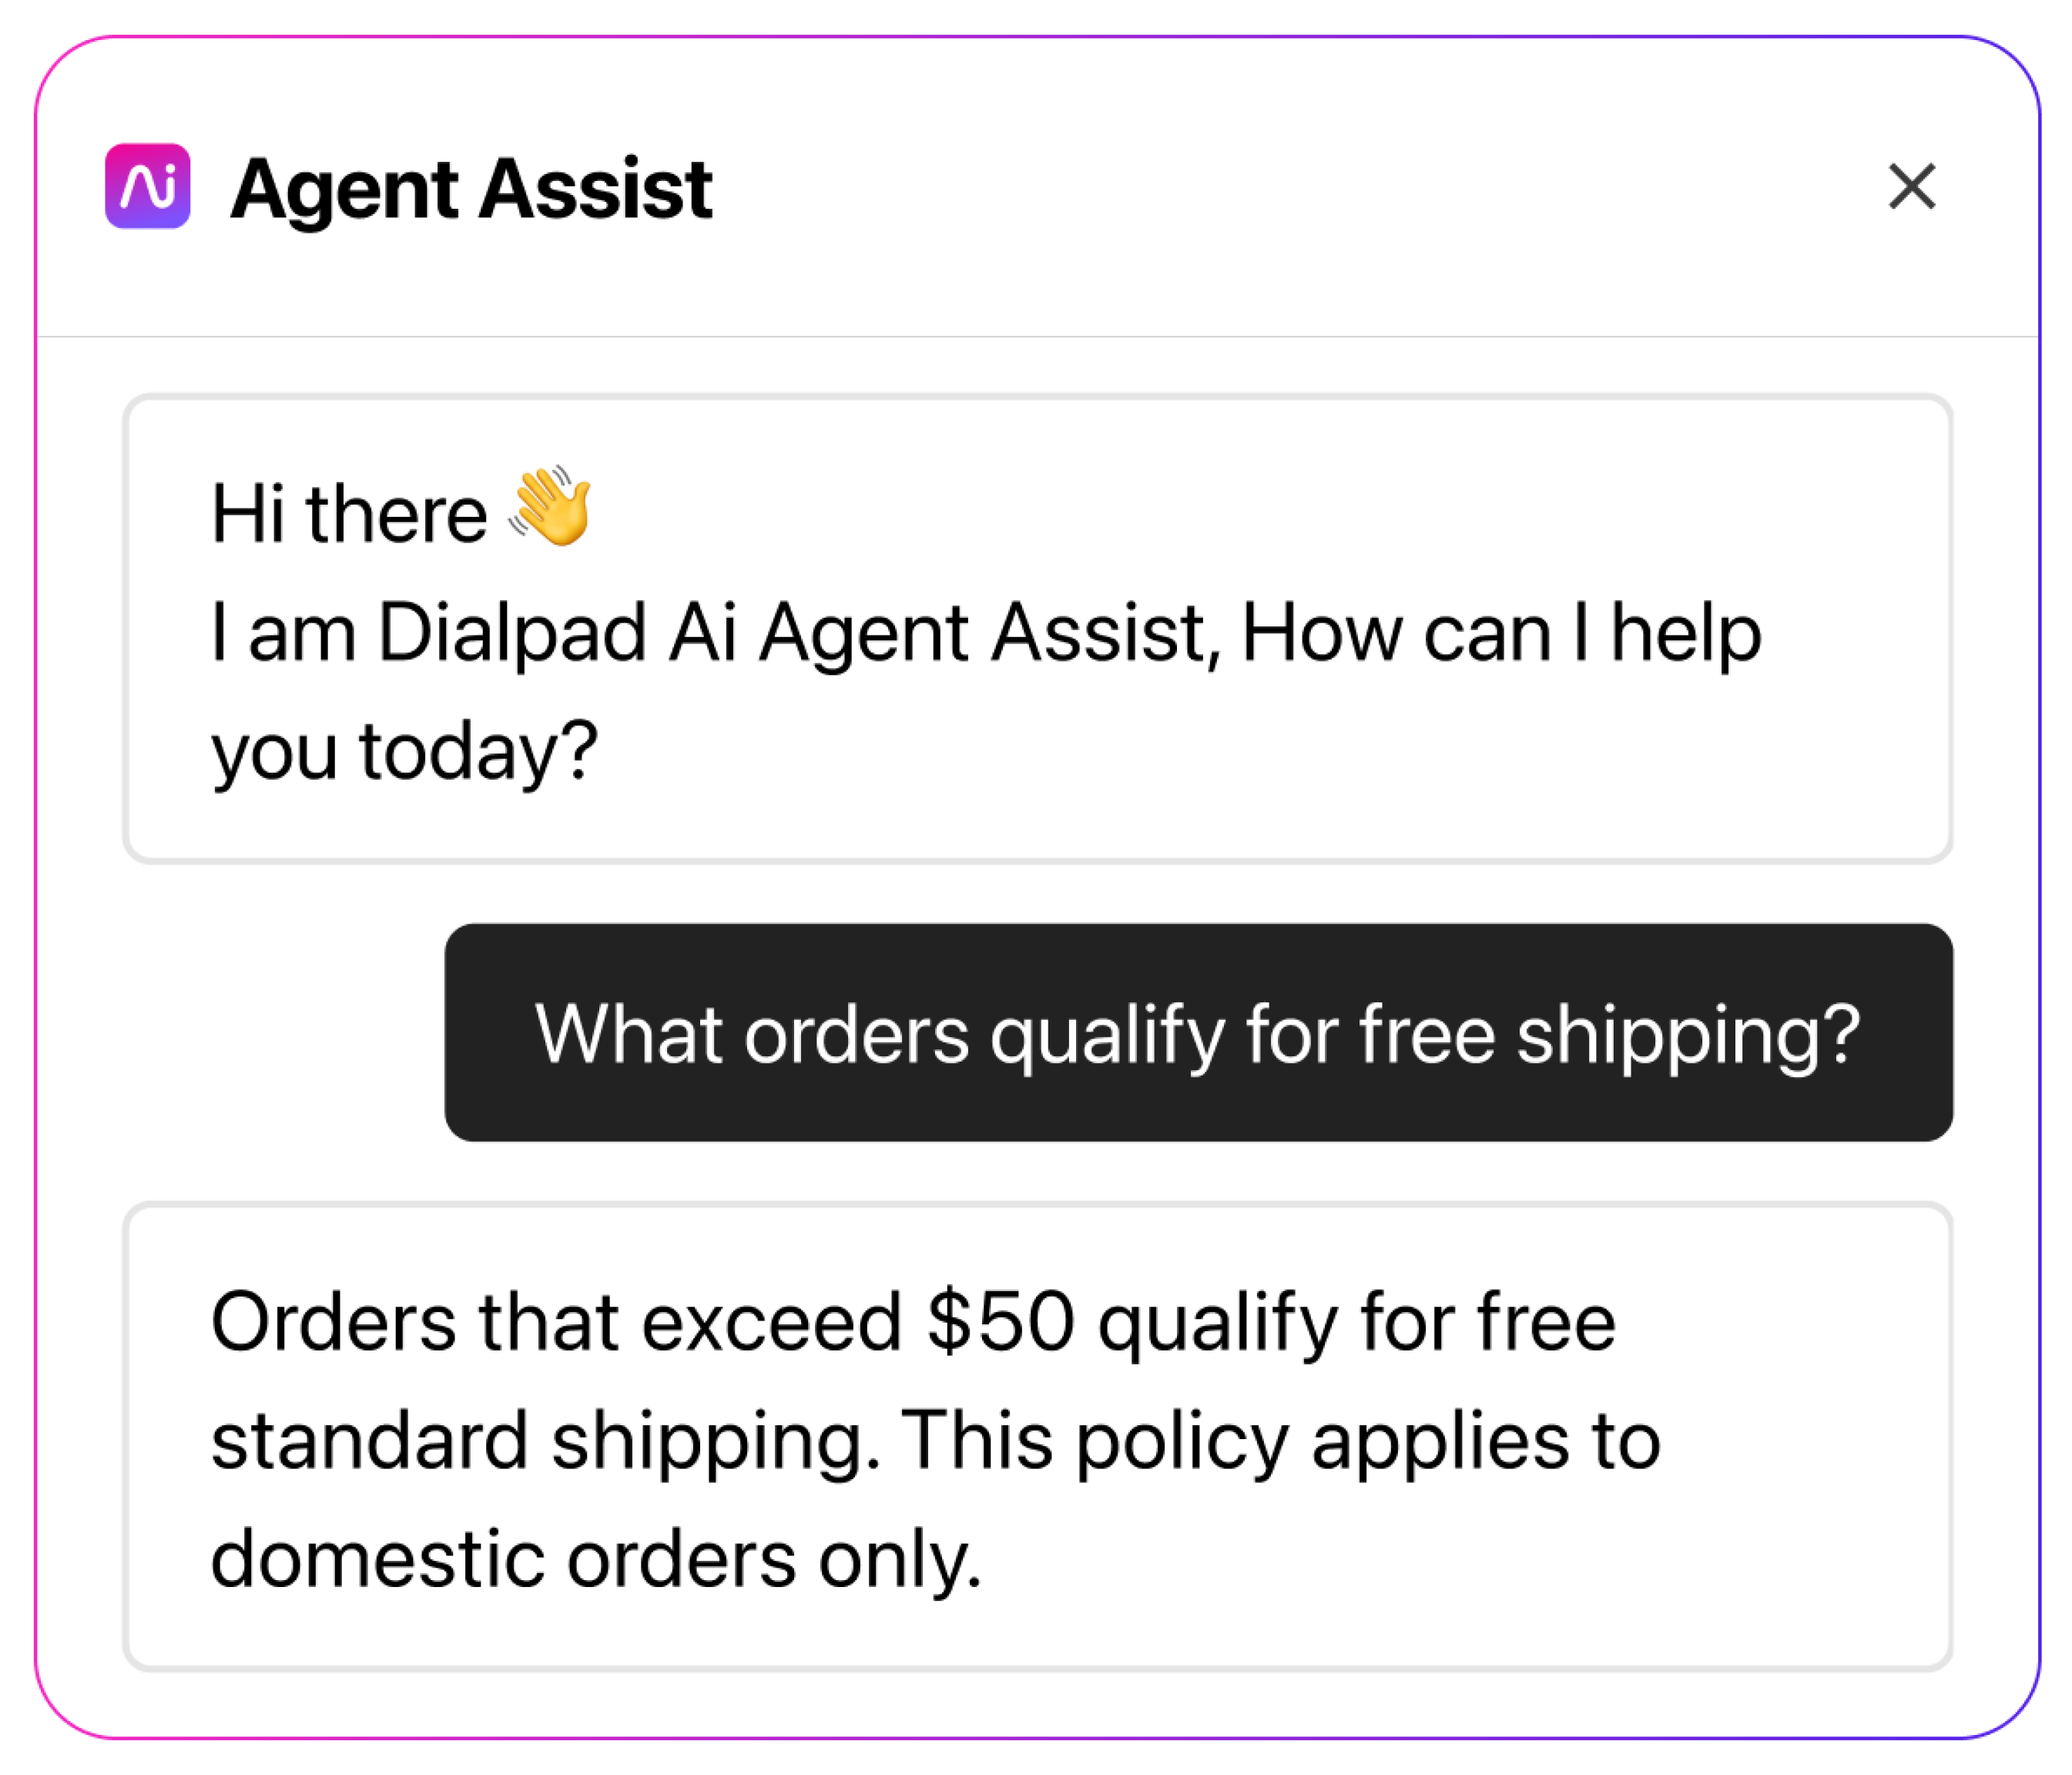 Ai Agent Assist
Hi there 👋
I am Dialpad Ai Agent Assist, How can I help
you today?
What orders qualify for free shipping?
Orders that exceed $50 qualify for free
standard shipping. This policy applies to
domestic orders only.